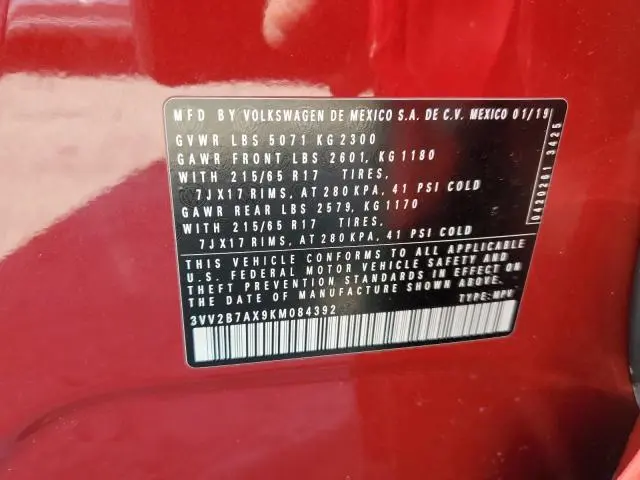 MFD BY VOLKSWAGEN DE MEXICO S.A. DE C.V. MEXICO 01/19
GVWR LBS 5071 KG 2300
GAWR FRONT LBS 2601, KG 1180
WITH 215/65 R17 TIRES,
7JX17 RIMS, AT 280 KPA, 41 PSI COLD
GAWR REAR LBS 2579, KG 1170
WITH 215/65 R17 TIRES,
7JX17 RIMS, AT 280 KPA, 41 PSI COLD
THIS VEHICLE CONFORMS TO ALL APPLICABLE
U.S. FEDERAL MOTOR VEHICLE SAFETY AND
THEFT PREVENTION STANDARDS IN EFFECT ON
THE DATE OF MANUFACTURE SHOWN ABOVE.
3VV2B7AX9KM084392 TYPE: MPV
0420281 3425